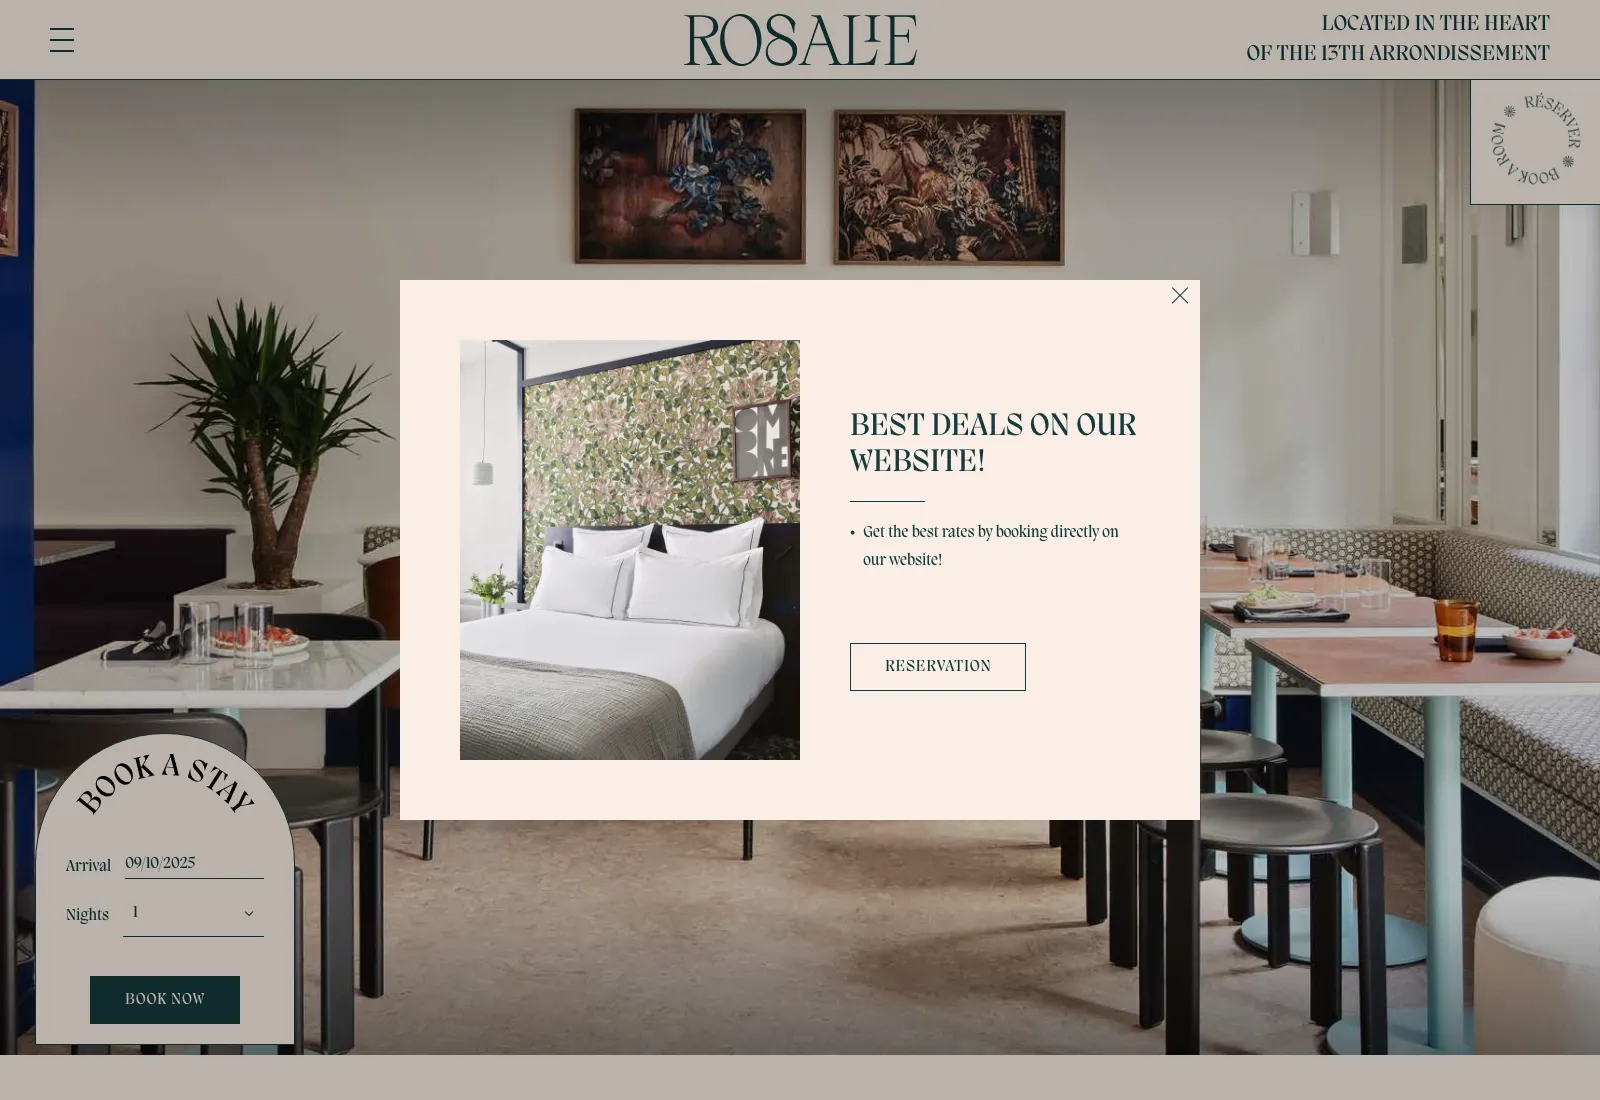 ROSALIE
LOCATED IN THE HEART
OF THE 13TH ARRONDISSEMENT
RÉSERVER
BOOK A ROOM
BEST DEALS ON OUR
WEBSITE!
• Get the best rates by booking directly on
our website!
RESERVATION
BOOK A STAY
Arrival 09/10/2025
Nights 1
BOOK NOW
OMBRE